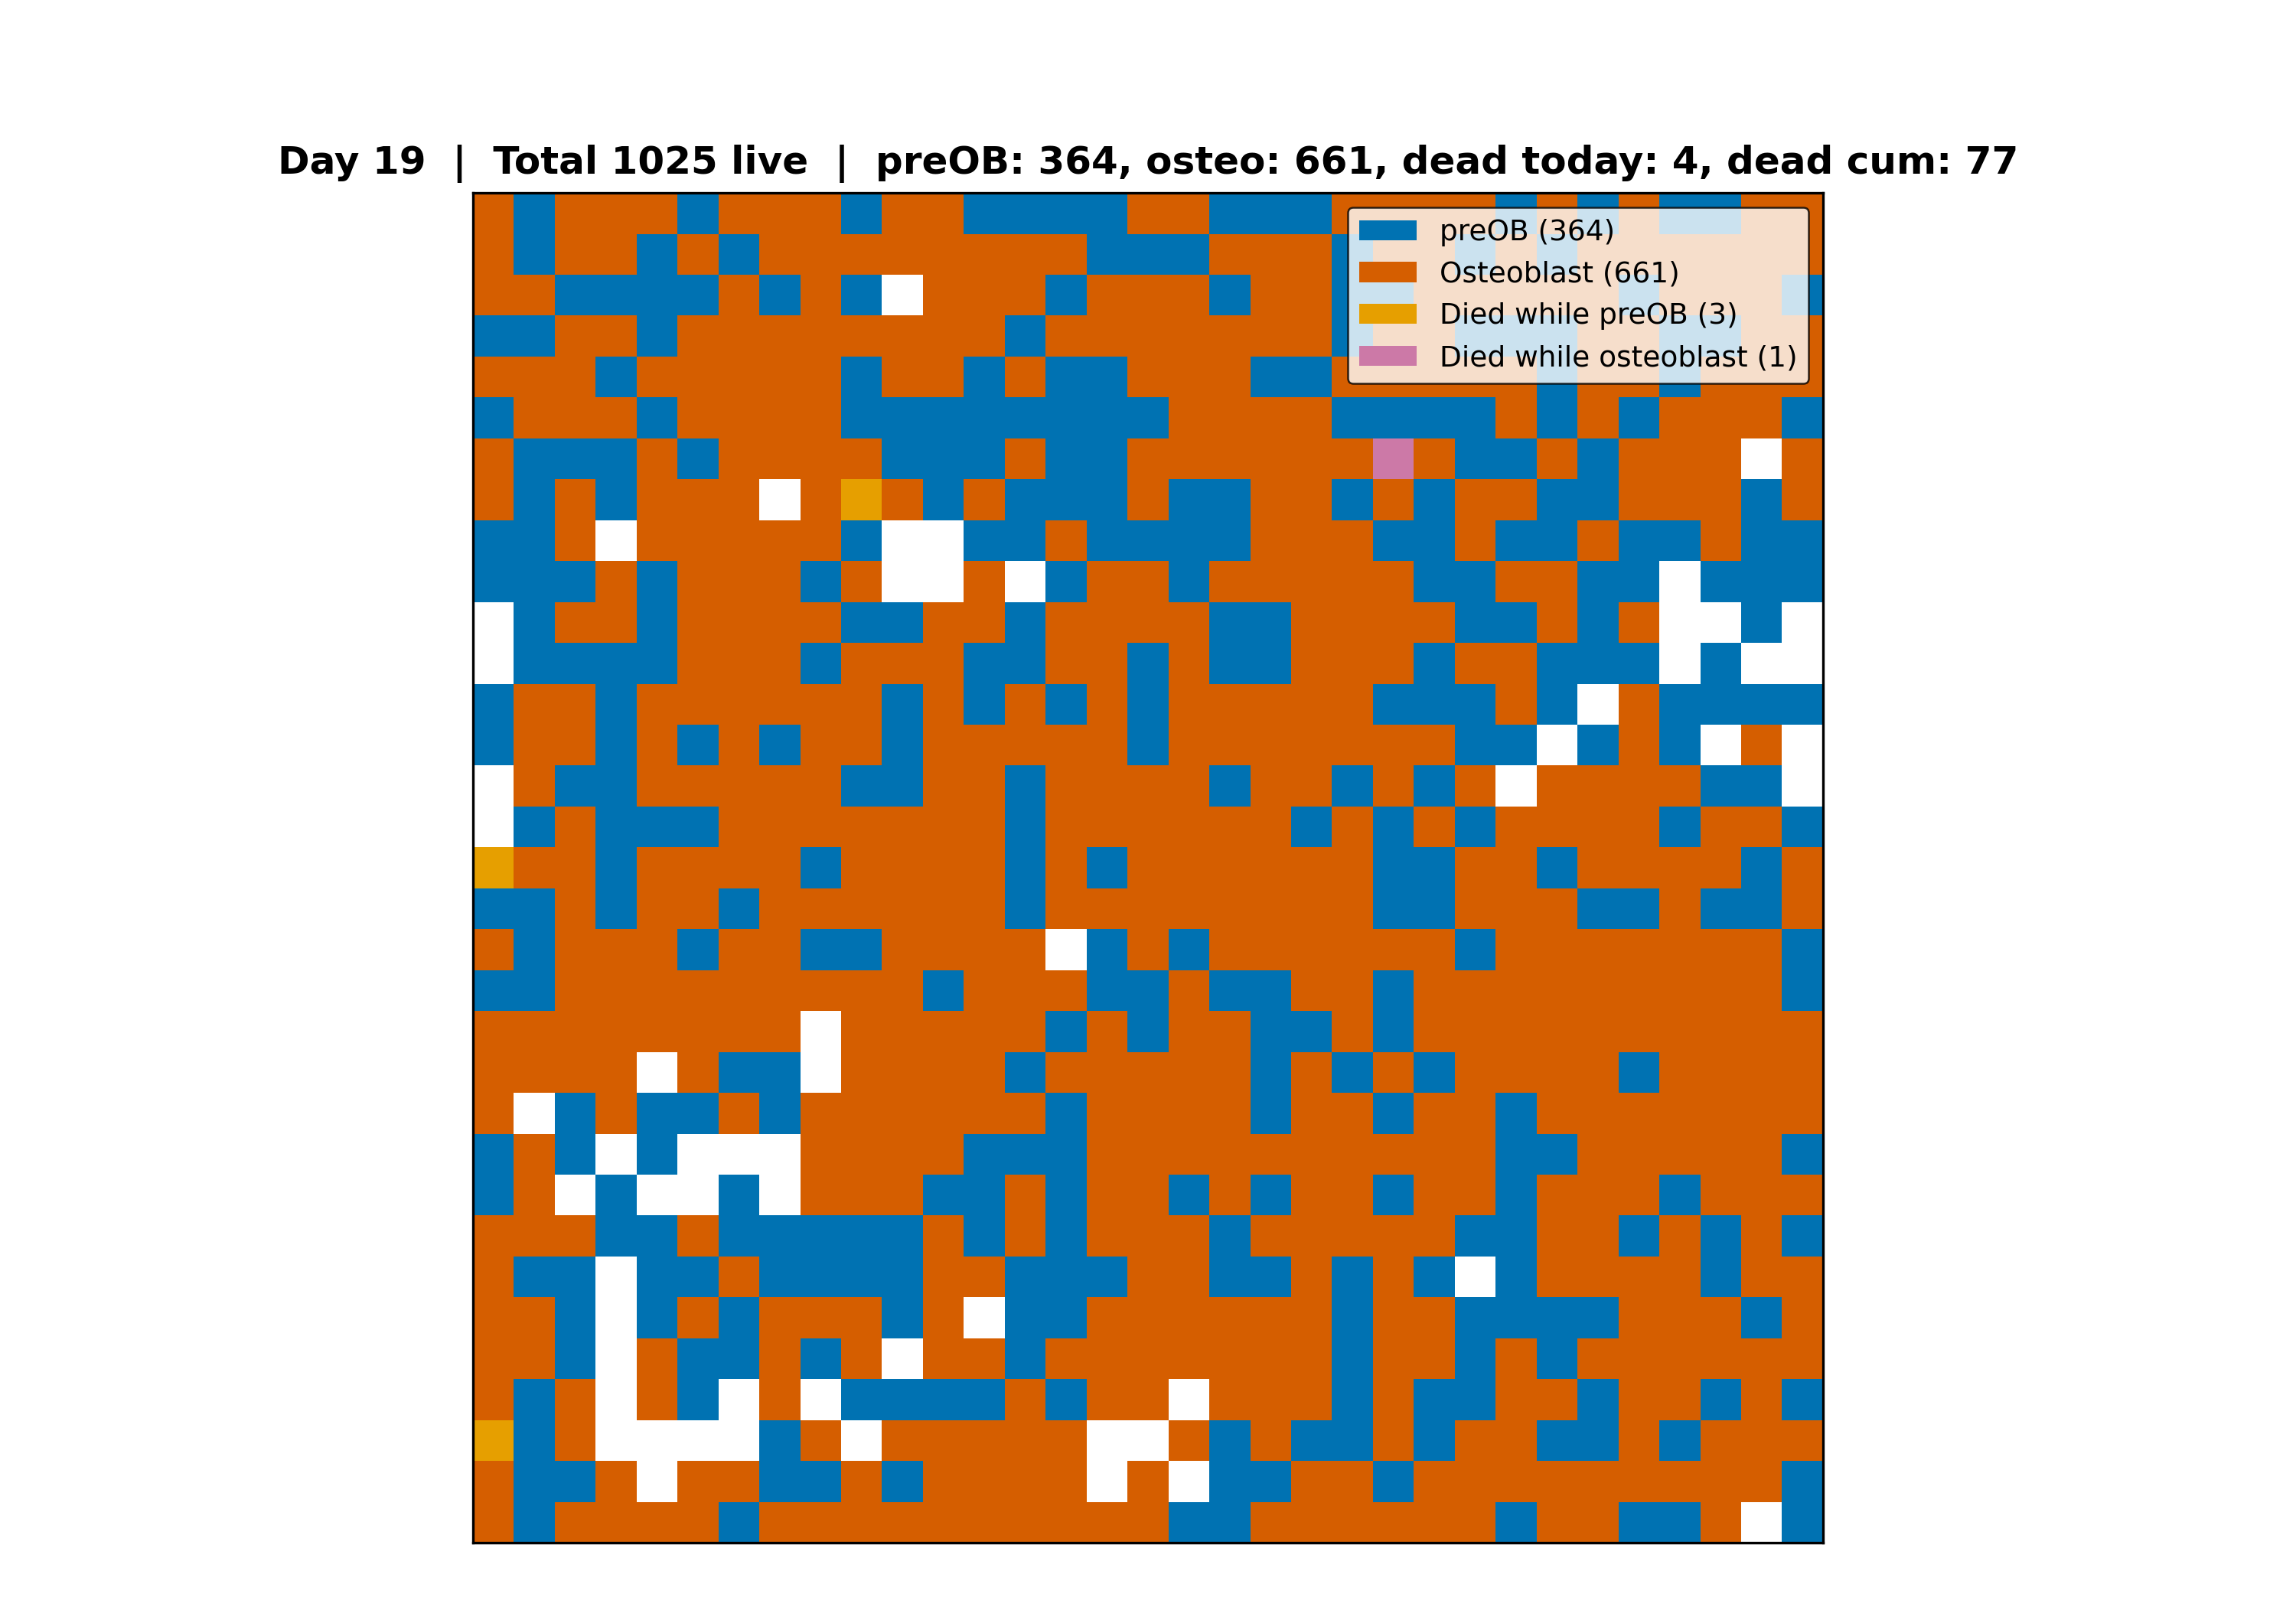 Day 19 | Total 1025 live | preOB: 364, osteo: 661, dead today: 4, dead cum: 77
preOB (364)
Osteoblast (661)
Died while preOB (3)
Died while osteoblast (1)